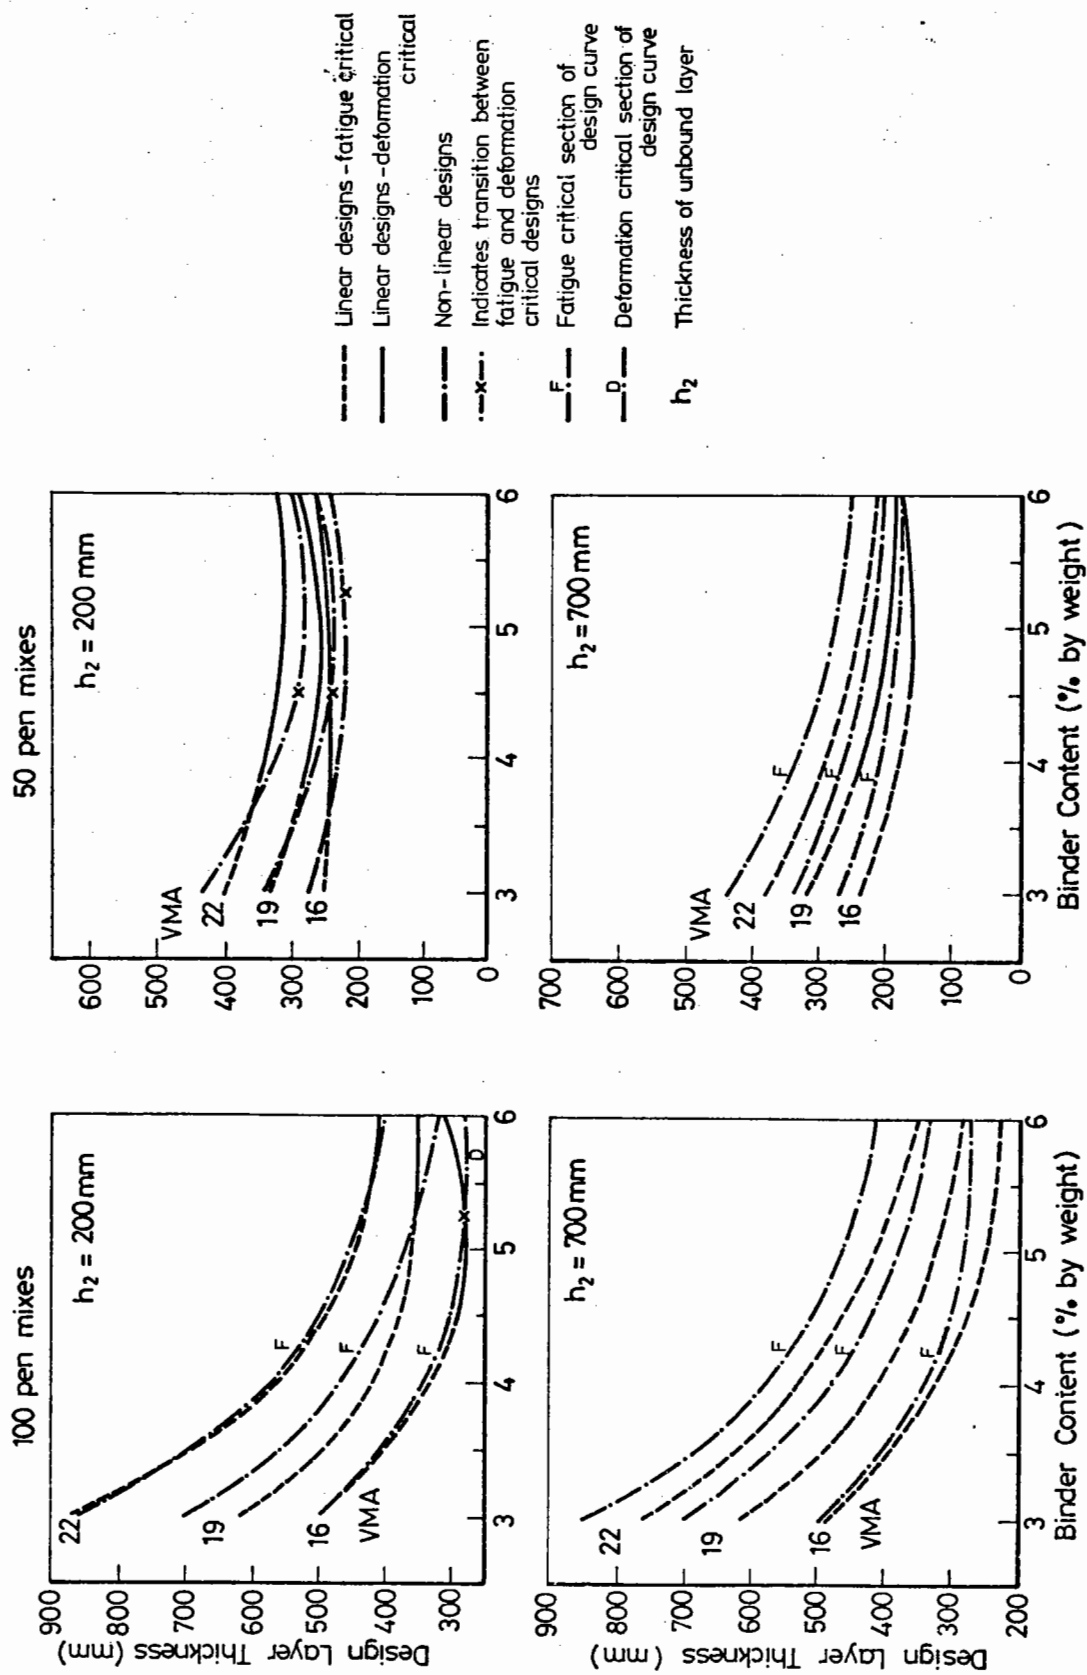 100 pen mixes
h₂ = 200mm
22
19
16
VMA
F
F
F
D
x
900
800
700
600
500
400
300
3
4
5
6
Design Layer Thickness (mm)
h₂ = 700mm
22
19
16
VMA
F
F
F
900
800
700
600
500
400
300
200
3
4
5
6
Design Layer Thickness (mm)
Binder Content (% by weight)
50 pen mixes
h₂ = 200mm
VMA
22
19
16
x
x
x
600
500
400
300
200
100
0
3
4
5
6
h₂ = 700mm
VMA
22
19
16
F
F
F
700
600
500
400
300
200
100
0
3
4
5
6
Binder Content (% by weight)
Linear designs - fatigue critical
Linear designs - deformation
critical
Non-linear designs
x
Indicates transition between
fatigue and deformation
critical designs
F
Fatigue critical section of
design curve
D
Deformation critical section of
design curve
h₂ Thickness of unbound layer